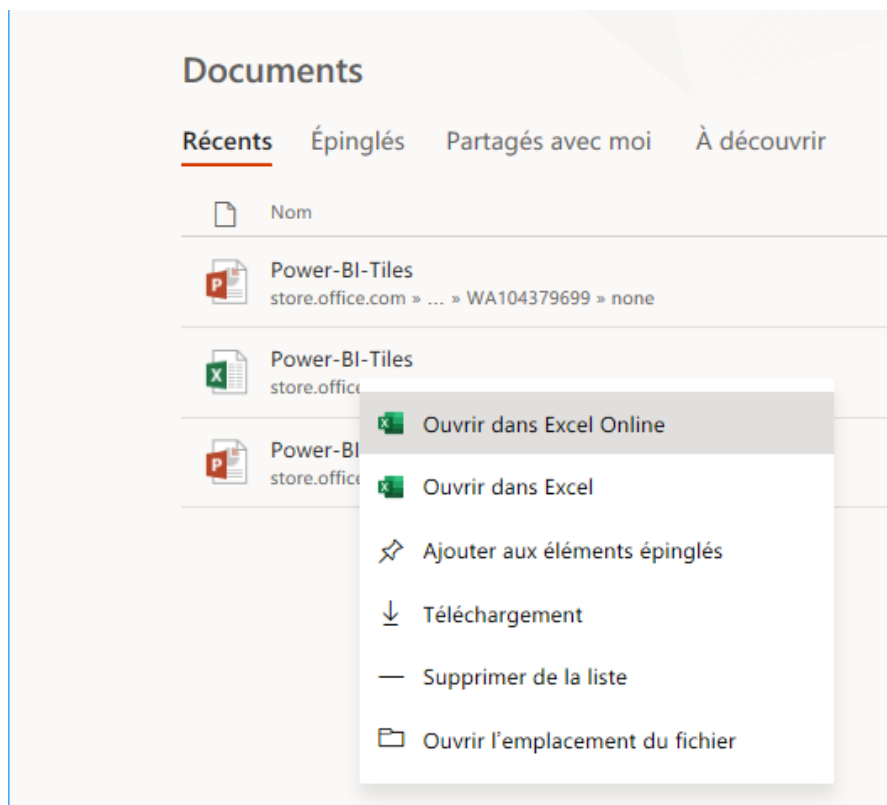 Documents
Récents Épinglés Partagés avec moi À découvrir
Nom
Power-BI-Tiles
store.office.com » ... » WA104379699 » none
Power-BI-Tiles
store.office
Power-BI
store.office
Ouvrir dans Excel Online
Ouvrir dans Excel
Ajouter aux éléments épinglés
Téléchargement
Supprimer de la liste
Ouvrir l'emplacement du fichier